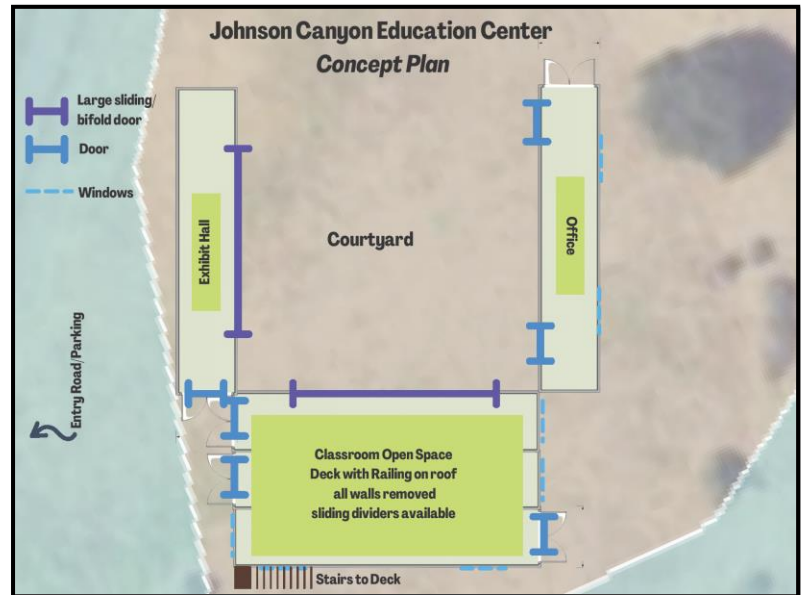 Johnson Canyon Education Center
Concept Plan
Large sliding/
bifold door
Door
Windows
Exhibit Hall
Courtyard
Office
Entry Road/Parking
Classroom Open Space
Deck with Railing on roof
all walls removed
sliding dividers available
Stairs to Deck